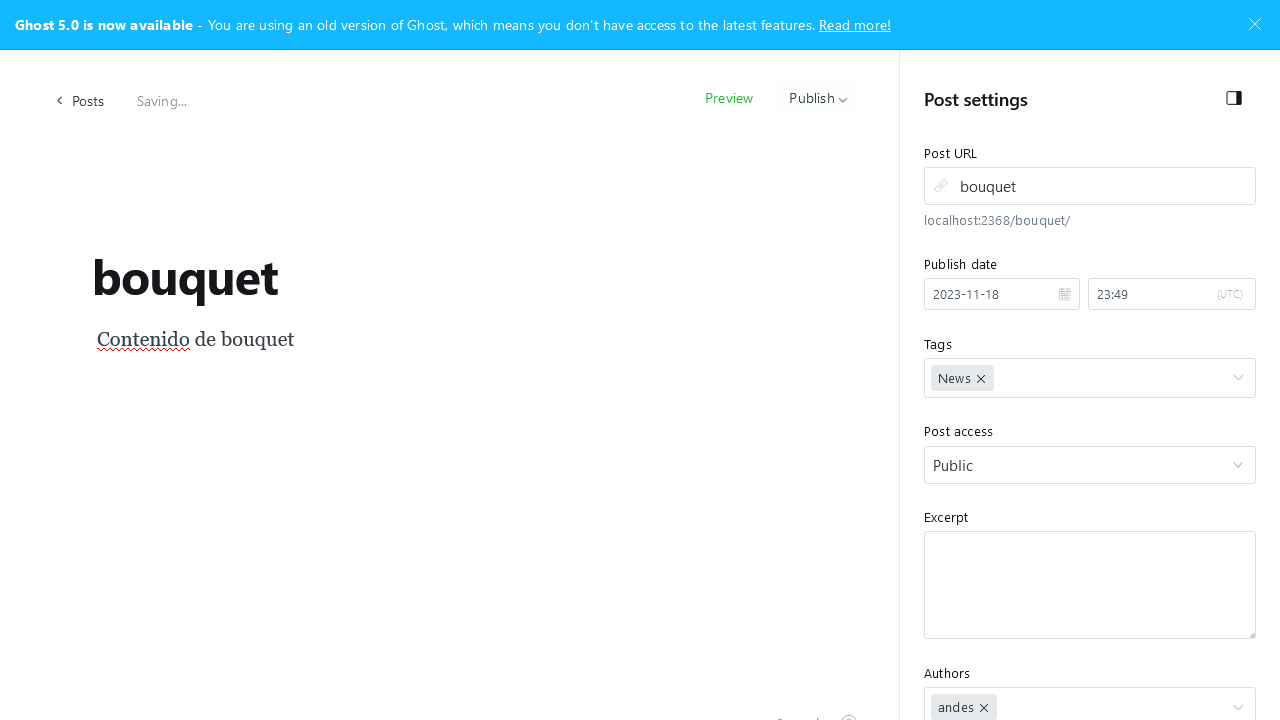 Ghost 5.0 is now available - You are using an old version of Ghost, which means you don't have access to the latest features. Read more!
Posts
Saving...
Preview
Publish
bouquet
Contenido de bouquet
Post settings
Post URL
bouquet
localhost:2368/bouquet/
Publish date
2023-11-18
23:49
(UTC)
Tags
News
Post access
Public
Excerpt
Authors
andes